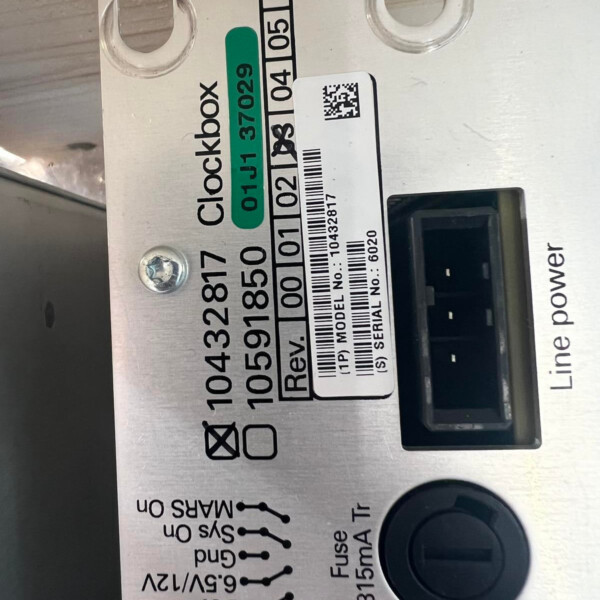 10432817 Clockbox
10591850
01J1 37029
Rev. 00 01 02 03 04 05
(1P) MODEL No.: 10432817
(S) SERIAL No.: 6020
Line power
Fuse
315mA Tr
MARS On
Sys On
Gnd
6.5V/12V